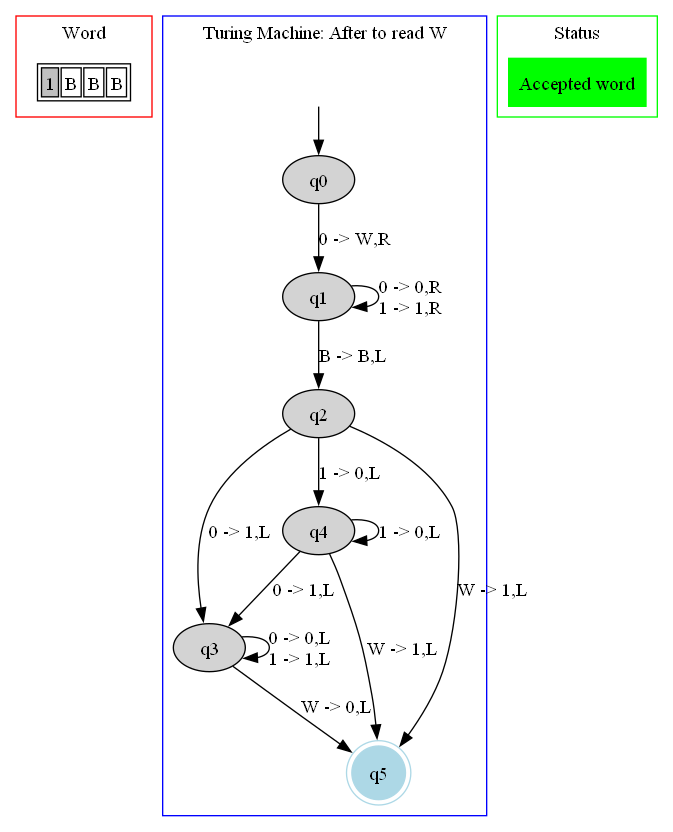 Word
1 B B B
Turing Machine: After to read W
Status
Accepted word
q0
0 -> W,R
q1
0 -> 0,R
1 -> 1,R
B -> B,L
q2
1 -> 0,L
0 -> 1,L
q4
1 -> 0,L
0 -> 1,L
W -> 1,L
q3
0 -> 0,L
1 -> 1,L
W -> 1,L
W -> 0,L
q5